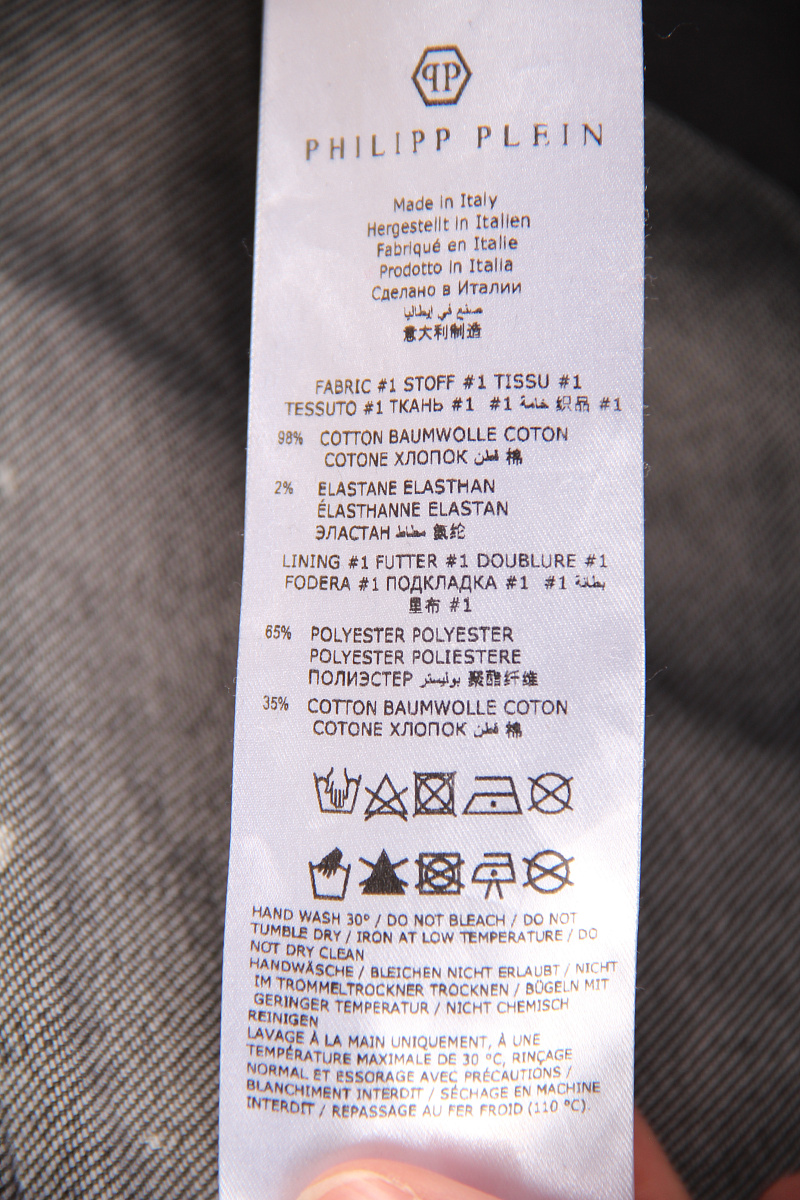 PHILIPP PLEIN
Made in Italy
Hergestellt in Italien
Fabriqué en Italie
Prodotto in Italia
Сделано в Италии
صنع في إيطاليا
意大利制造
FABRIC #1 STOFF #1 TISSU #1
TESSUTO #1 ТКАНЬ #1 #1 خامة 织品 #1
98% COTTON BAUMWOLLE COTON
COTONE ХЛОПОК قطن 棉
2% ELASTANE ELASTHAN
ÉLASTHANNE ELASTAN
ЭЛАСТАН مطاط 氨纶
LINING #1 FUTTER #1 DOUBLURE #1
FODERA #1 ПОДКЛАДКА #1 #1 بطانة
里布 #1
65% POLYESTER POLYESTER
POLYESTER POLIESTERE
ПОЛИЭСТЕР بوليستر 聚酯纤维
35% COTTON BAUMWOLLE COTON
COTONE ХЛОПОК قطن 棉
HAND WASH 30º / DO NOT BLEACH / DO NOT
TUMBLE DRY / IRON AT LOW TEMPERATURE / DO
NOT DRY CLEAN
HANDWÄSCHE / BLEICHEN NICHT ERLAUBT / NICHT
IM TROMMELTROCKNER TROCKNEN / BÜGELN MIT
GERINGER TEMPERATUR / NICHT CHEMISCH
REINIGEN
LAVAGE À LA MAIN UNIQUEMENT, À UNE
TEMPÉRATURE MAXIMALE DE 30 ºC, RINÇAGE
NORMAL ET ESSORAGE AVEC PRÉCAUTIONS /
BLANCHIMENT INTERDIT / SÉCHAGE EN MACHINE
INTERDIT / REPASSAGE AU FER FROID (110 ºC).